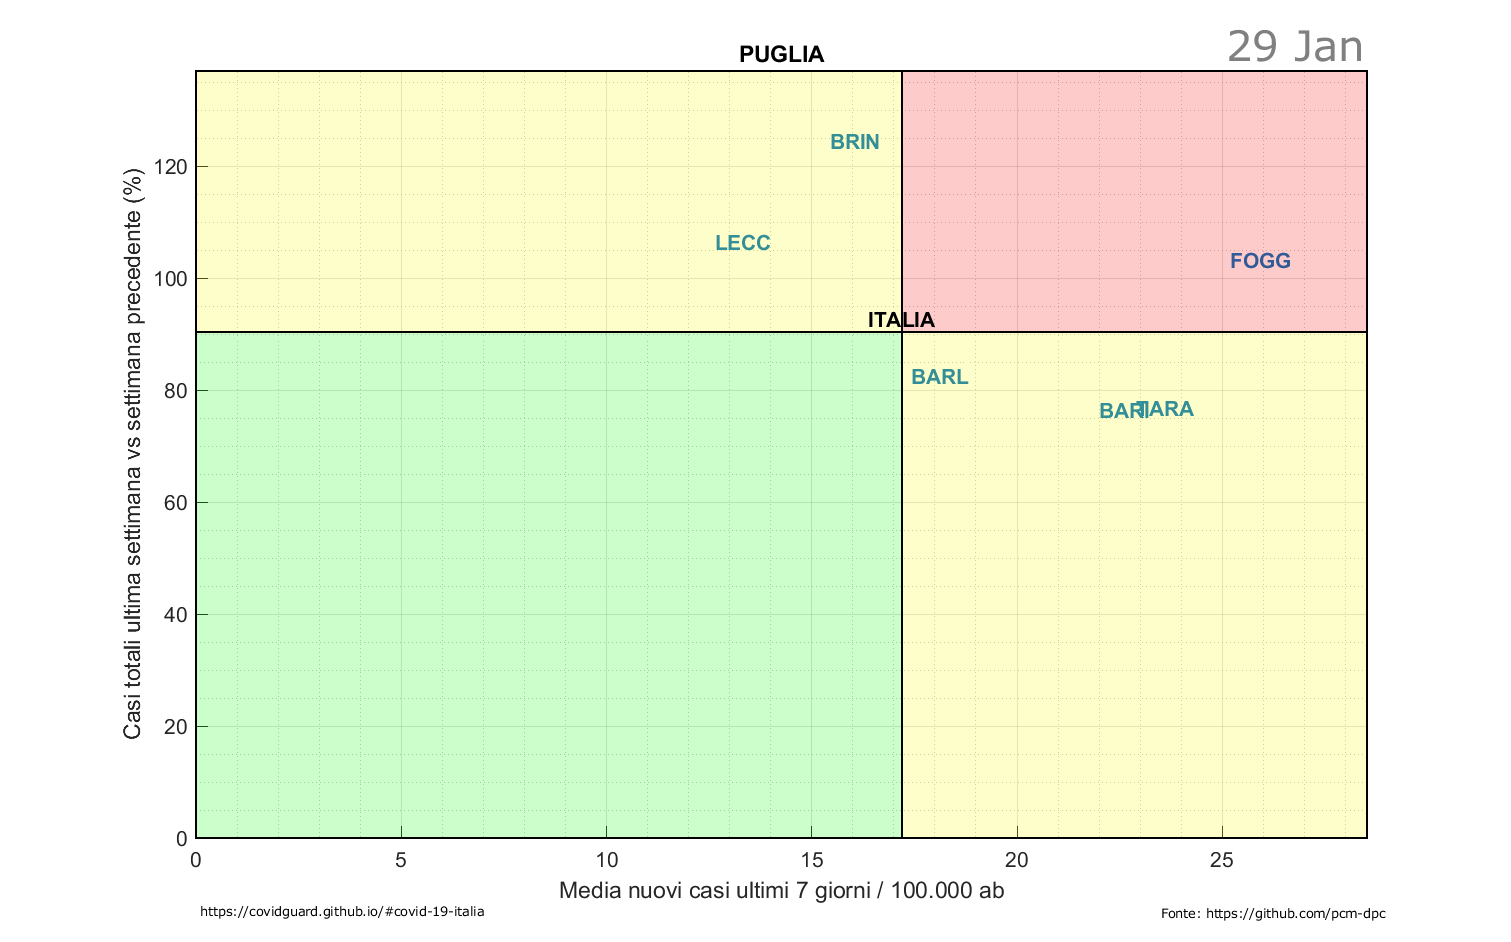 29 Jan
PUGLIA
Casi totali ultima settimana vs settimana precedente (%)
120
100
80
60
40
20
0
BRIN
LECC
FOGG
ITALIA
BARL
BARI
TARA
0 5 10 15 20 25
Media nuovi casi ultimi 7 giorni / 100.000 ab
https://covidguard.github.io/#covid-19-italia
Fonte: https://github.com/pcm-dpc